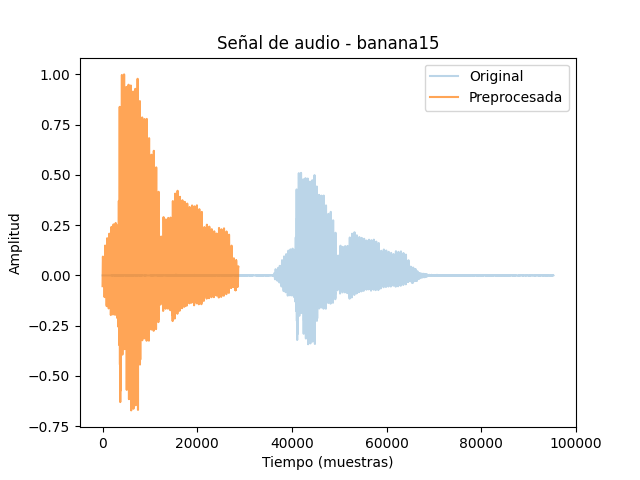 Señal de audio - banana15
Original
Preprocesada
1.00
0.75
0.50
0.25
0.00
−0.25
−0.50
−0.75
Amplitud
0 20000 40000 60000 80000 100000
Tiempo (muestras)